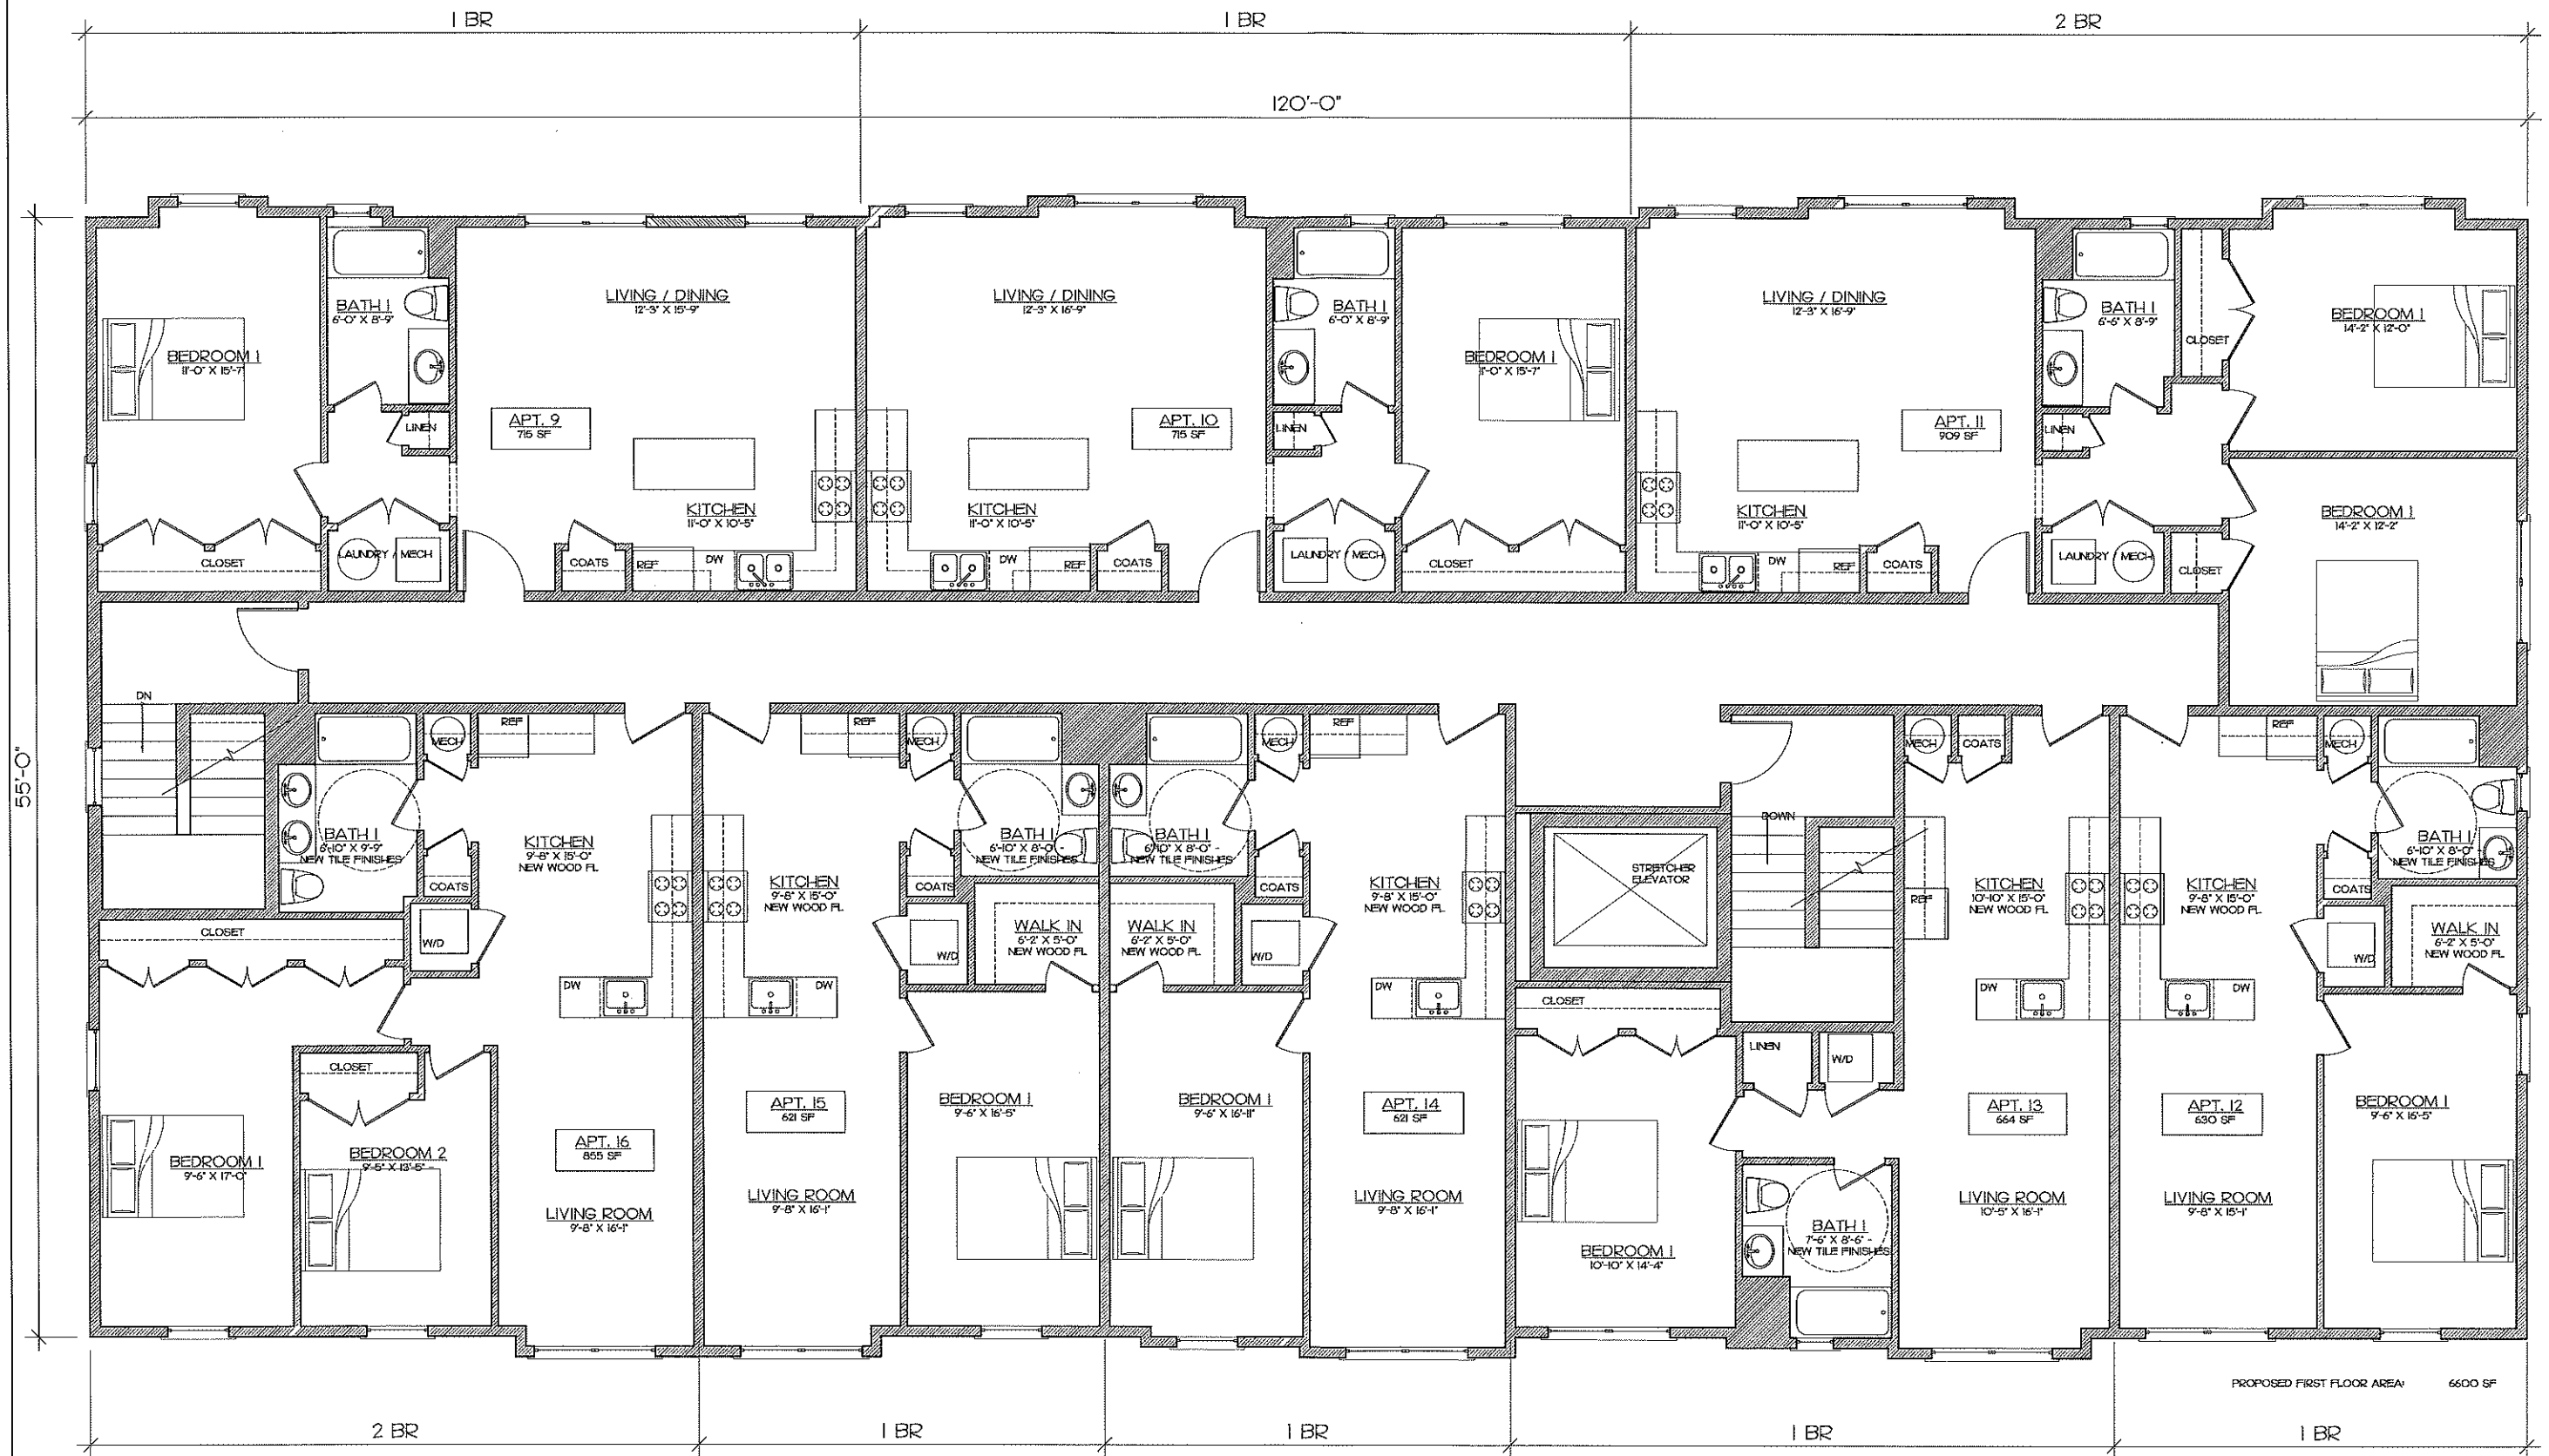 1 BR
1 BR
2 BR
120'-0"
55'-0"
BEDROOM 1
11'-0" X 15'-7"
BATH 1
6'-0" X 8'-9"
LINEN
LAUNDRY / MECH
CLOSET
LIVING / DINING
12'-3" X 15'-9"
APT. 9
715 SF
KITCHEN
11'-0" X 10'-5"
COATS
REF
DW
LIVING / DINING
12'-3" X 16'-9"
APT. 10
715 SF
KITCHEN
11'-0" X 10'-5"
DW
REF
COATS
BATH 1
6'-0" X 8'-9"
LINEN
LAUNDRY / MECH
BEDROOM 1
11'-0" X 15'-7"
CLOSET
LIVING / DINING
12'-3" X 16'-9"
APT. 11
909 SF
KITCHEN
11'-0" X 10'-5"
DW
REF
COATS
BATH 1
6'-6" X 8'-9"
LINEN
LAUNDRY / MECH
CLOSET
CLOSET
BEDROOM 1
14'-2" X 12'-0"
BEDROOM 1
14'-2" X 12'-2"
DN
BATH 1
6'-10" X 9'-9"
NEW TILE FINISHES
MECH
REF
COATS
W/D
KITCHEN
9'-8" X 15'-0"
NEW WOOD FL.
DW
CLOSET
CLOSET
BEDROOM 1
9'-6" X 17'-0"
BEDROOM 2
9'-5" X 13'-5" -
APT. 16
855 SF
LIVING ROOM
9'-8" X 16'-1"
REF
MECH
KITCHEN
9'-8" X 15'-0"
NEW WOOD FL.
COATS
W/D
DW
BATH 1
6'-10" X 8'-0" -
NEW TILE FINISHES
WALK IN
6'-2" X 5'-0"
NEW WOOD FL.
APT. 15
621 SF
LIVING ROOM
9'-8" X 16'-1"
BEDROOM 1
9'-6" X 16'-5"
BATH 1
6'-10" X 8'-0" -
NEW TILE FINISHES
MECH
REF
COATS
WALK IN
6'-2" X 5'-0"
NEW WOOD FL.
W/D
KITCHEN
9'-8" X 15'-0"
NEW WOOD FL.
DW
BEDROOM 1
9'-6" X 16'-11"
APT. 14
621 SF
LIVING ROOM
9'-8" X 16'-1"
STRETCHER
ELEVATOR
DOWN
CLOSET
LINEN
W/D
BEDROOM 1
10'-10" X 14'-4"
BATH 1
7'-6" X 8'-6" -
NEW TILE FINISHES
MECH
COATS
REF
KITCHEN
10'-10" X 15'-0"
NEW WOOD FL.
DW
APT. 13
664 SF
LIVING ROOM
10'-5" X 16'-1"
REF
MECH
KITCHEN
9'-8" X 15'-0"
NEW WOOD FL.
COATS
W/D
DW
BATH 1
6'-10" X 8'-0" -
NEW TILE FINISHES
WALK IN
6'-2" X 5'-0"
NEW WOOD FL.
APT. 12
630 SF
LIVING ROOM
9'-8" X 15'-1"
BEDROOM 1
9'-6" X 16'-5"
PROPOSED FIRST FLOOR AREA: 6600 SF
2 BR
1 BR
1 BR
1 BR
1 BR